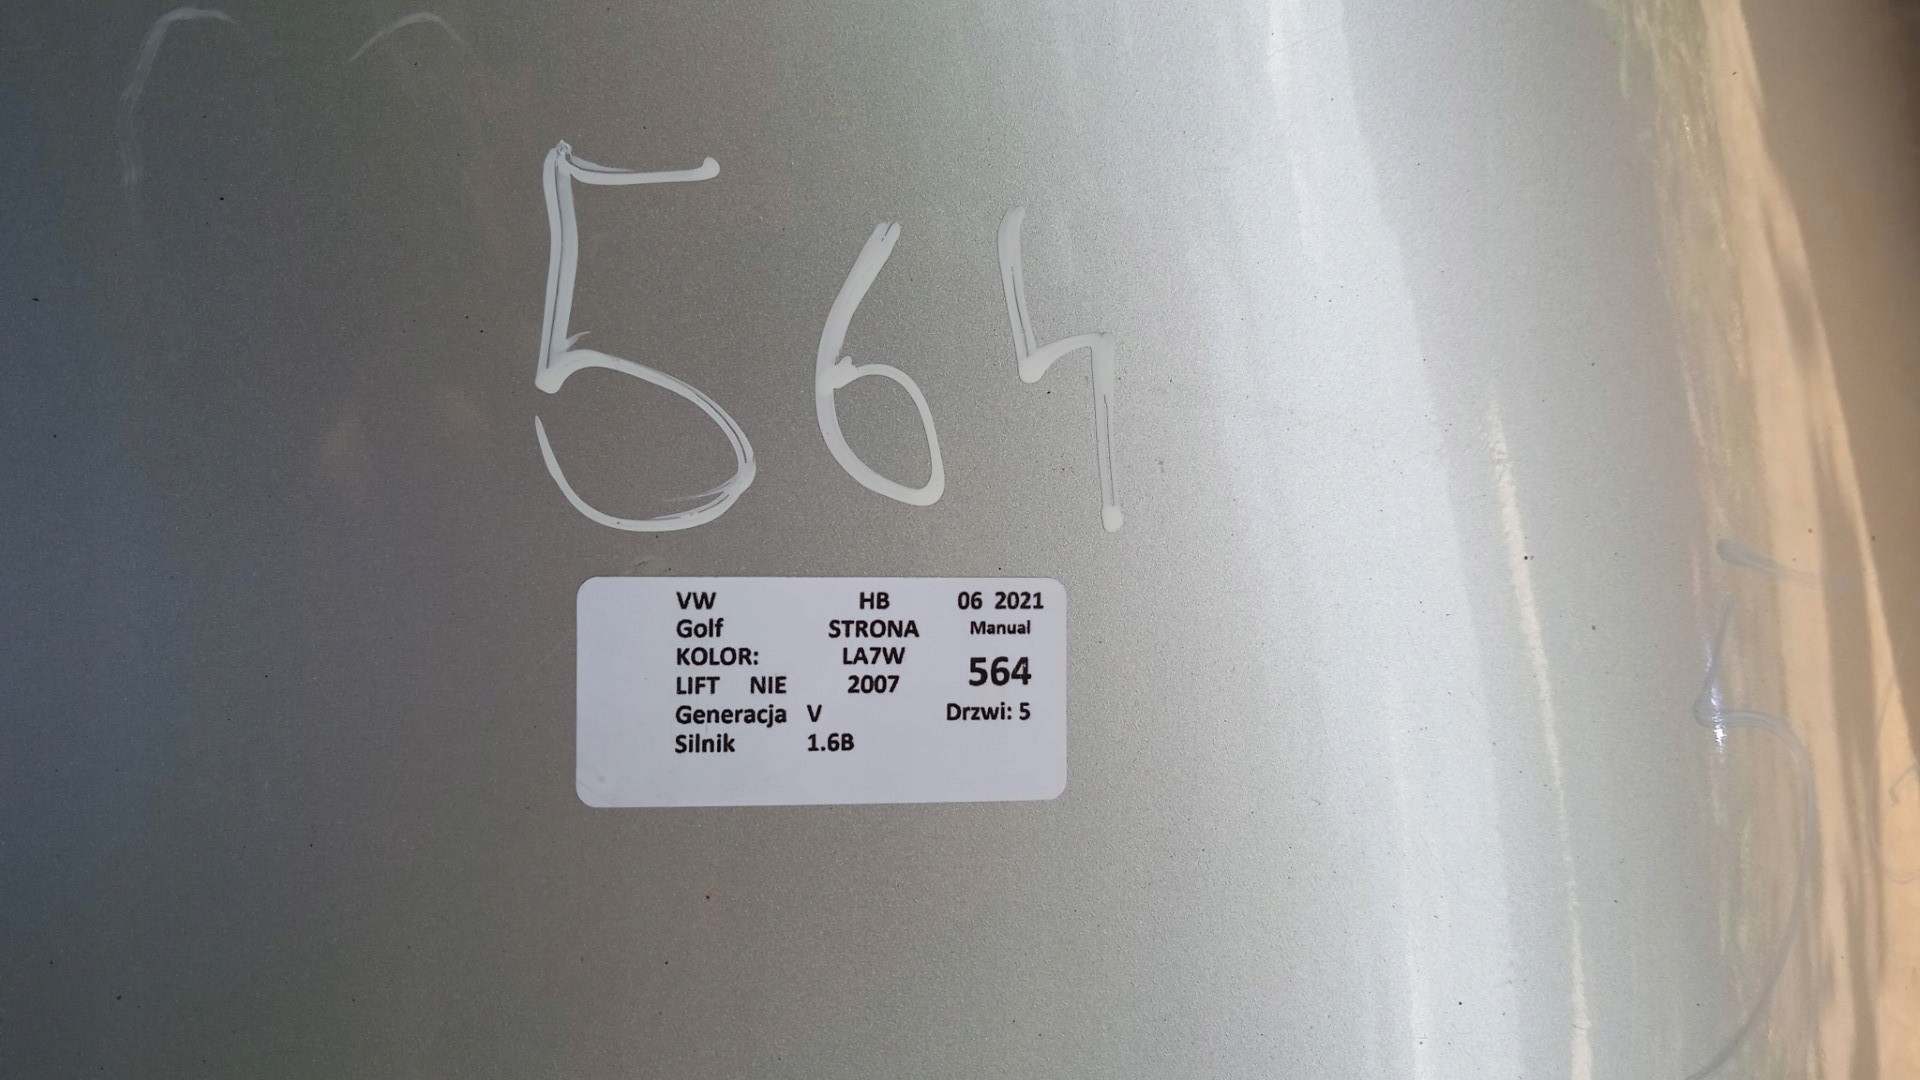 564
VW HB 06 2021
Golf STRONA Manual
KOLOR: LA7W 564
LIFT NIE 2007
Generacja V Drzwi: 5
Silnik 1.6B